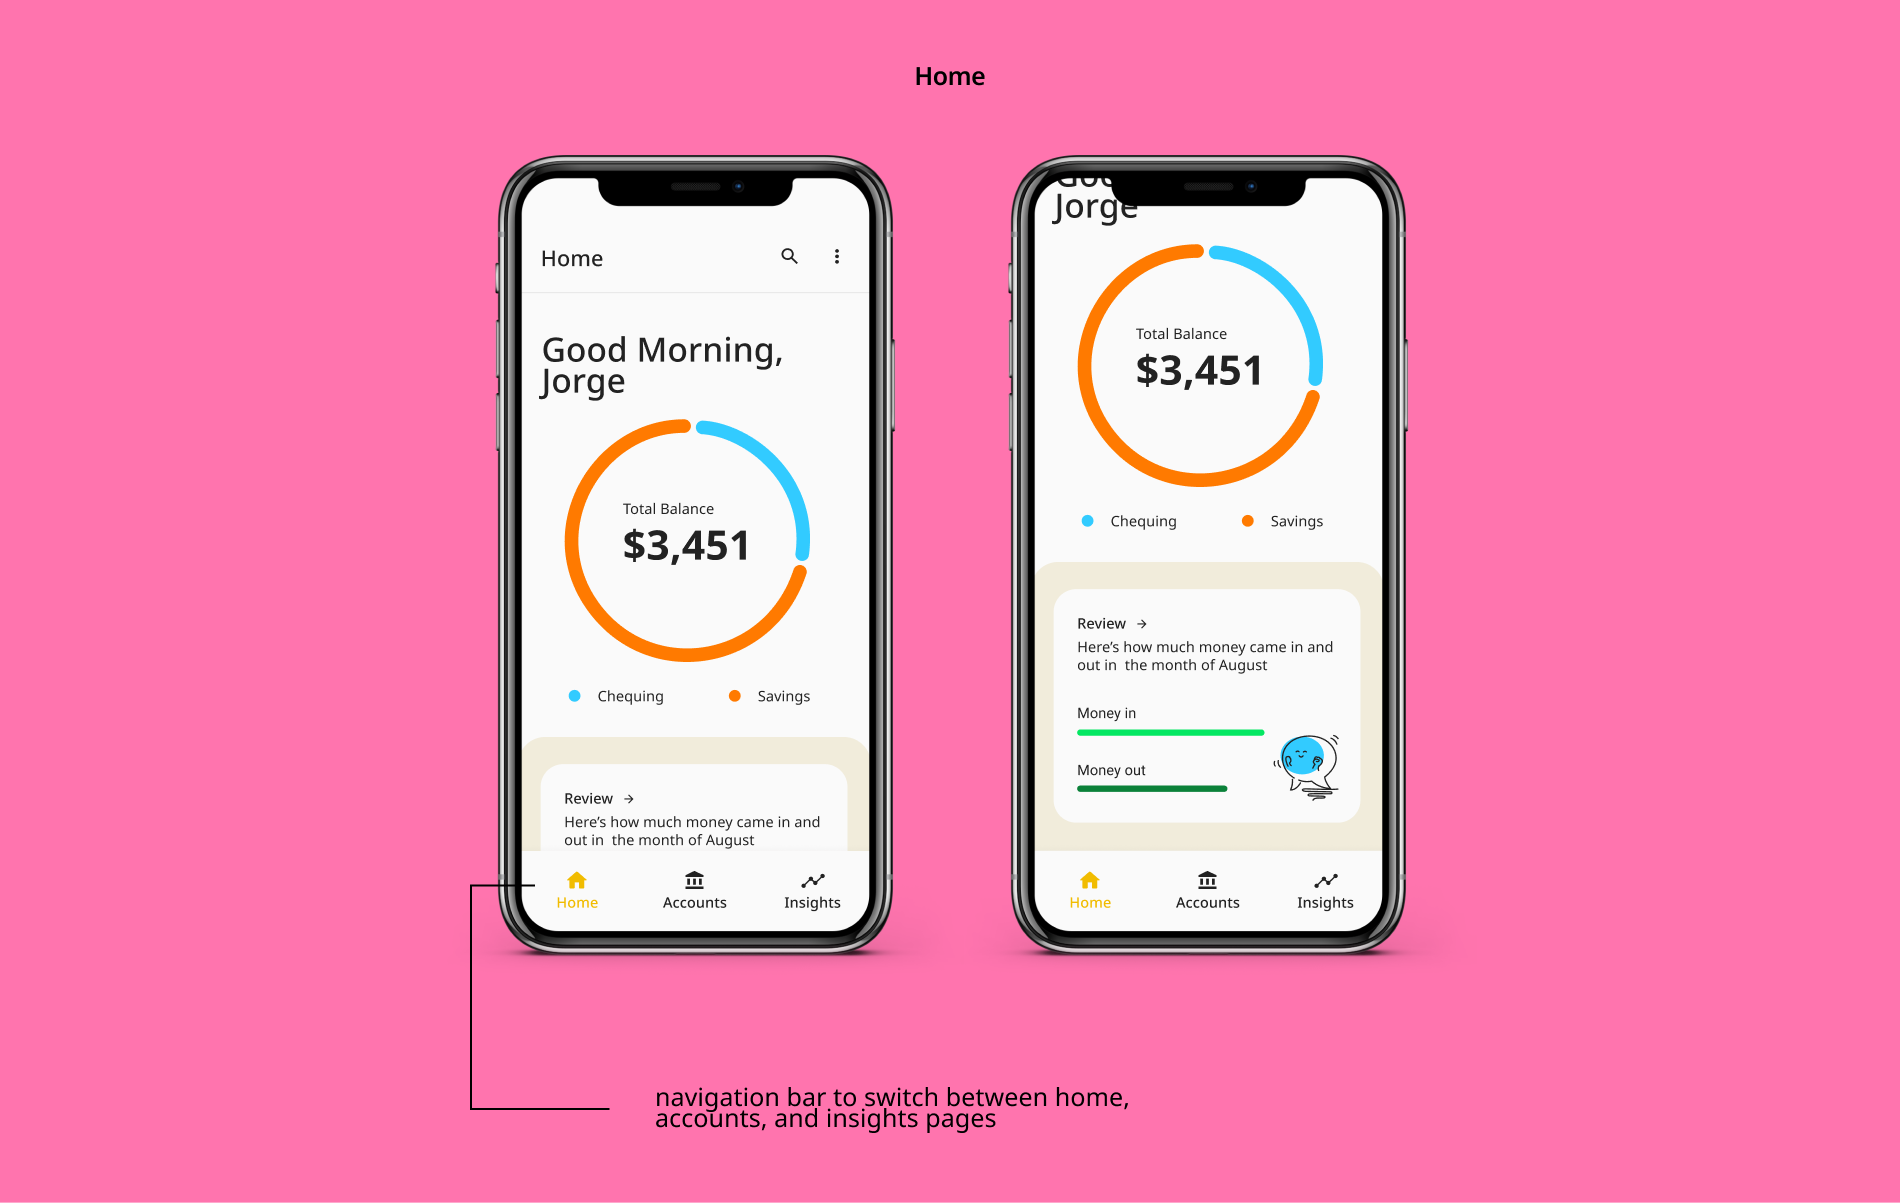 Home
Home
Good Morning,
Jorge
Total Balance
$3,451
Chequing
Savings
Review →
Here's how much money came in and
out in  the month of August
Home
Accounts
Insights
Jorge
Total Balance
$3,451
Chequing
Savings
Review →
Here's how much money came in and
out in  the month of August
Money in
Money out
Home
Accounts
Insights
navigation bar to switch between home,
accounts, and insights pages